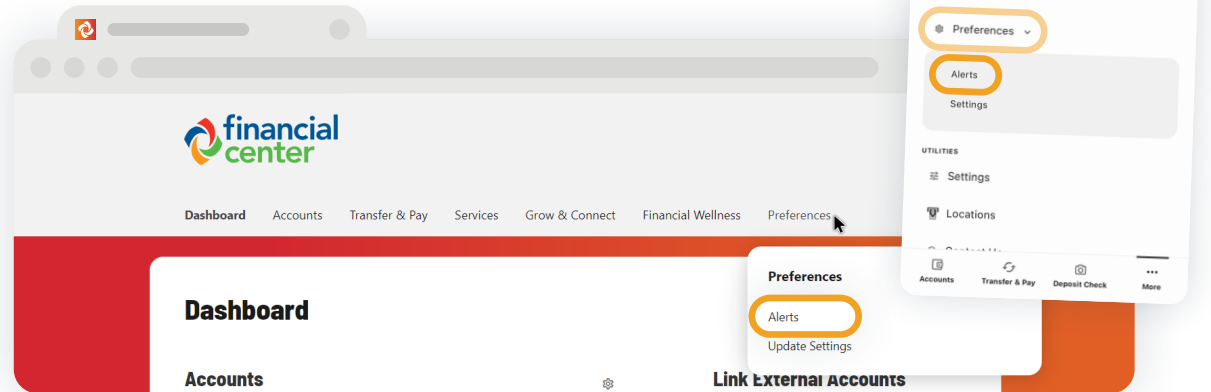 financial
center
Dashboard Accounts Transfer & Pay Services Grow & Connect Financial Wellness Preferences
Preferences
Alerts
Update Settings
Dashboard
Accounts
Link External Accounts
Preferences
Alerts
Settings
UTILITIES
Settings
Locations
Accounts Transfer & Pay Deposit Check More